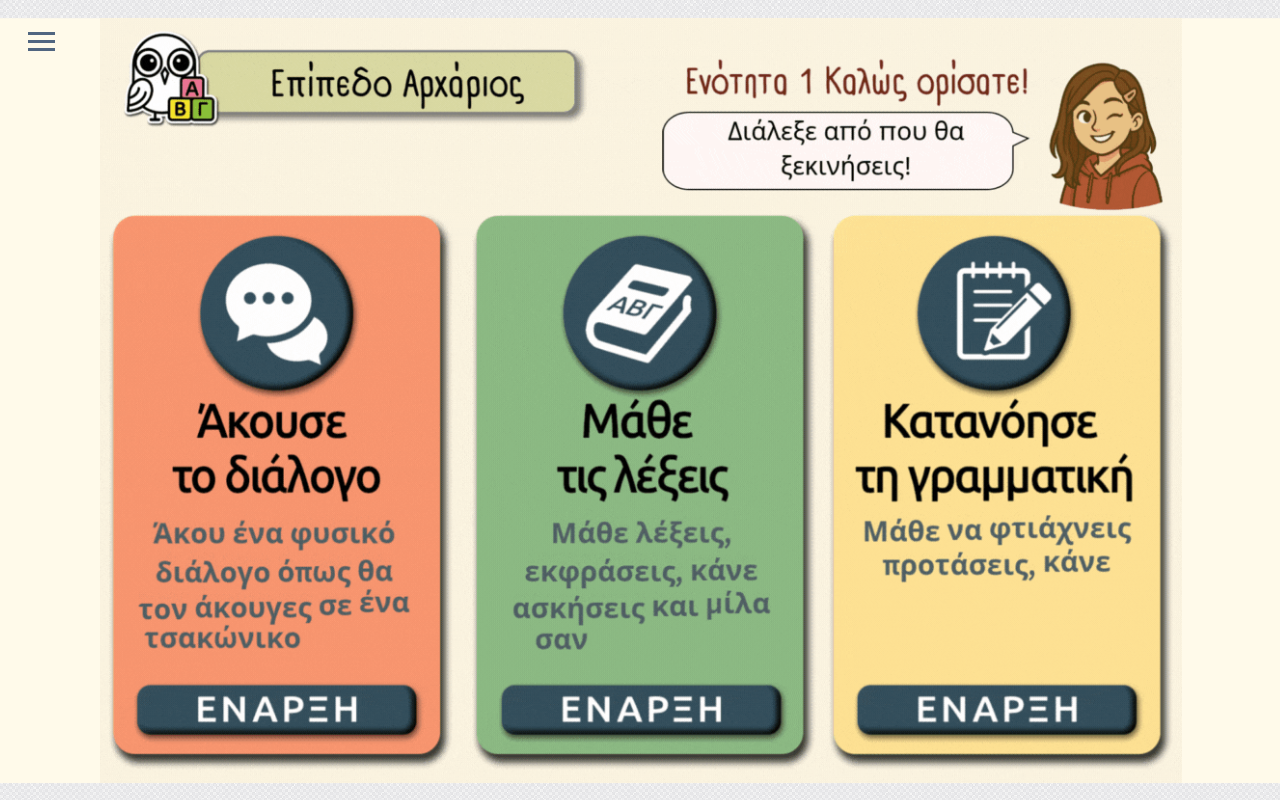 Επίπεδο Αρχάριος
Ενότητα 1 Καλώς ορίσατε!
Διάλεξε από που θα
ξεκινήσεις!
Α
Β Γ
Άκουσε
το διάλογο
Άκου ένα φυσικό
διάλογο όπως θα
τον άκουγες σε ένα
τσακώνικο
ΕΝΑΡΞΗ
ΑΒΓ
Μάθε
τις λέξεις
Μάθε λέξεις,
εκφράσεις, κάνε
ασκήσεις και μίλα
σαν
ΕΝΑΡΞΗ
Κατανόησε
τη γραμματική
Μάθε να φτιάχνεις
προτάσεις, κάνε
ΕΝΑΡΞΗ